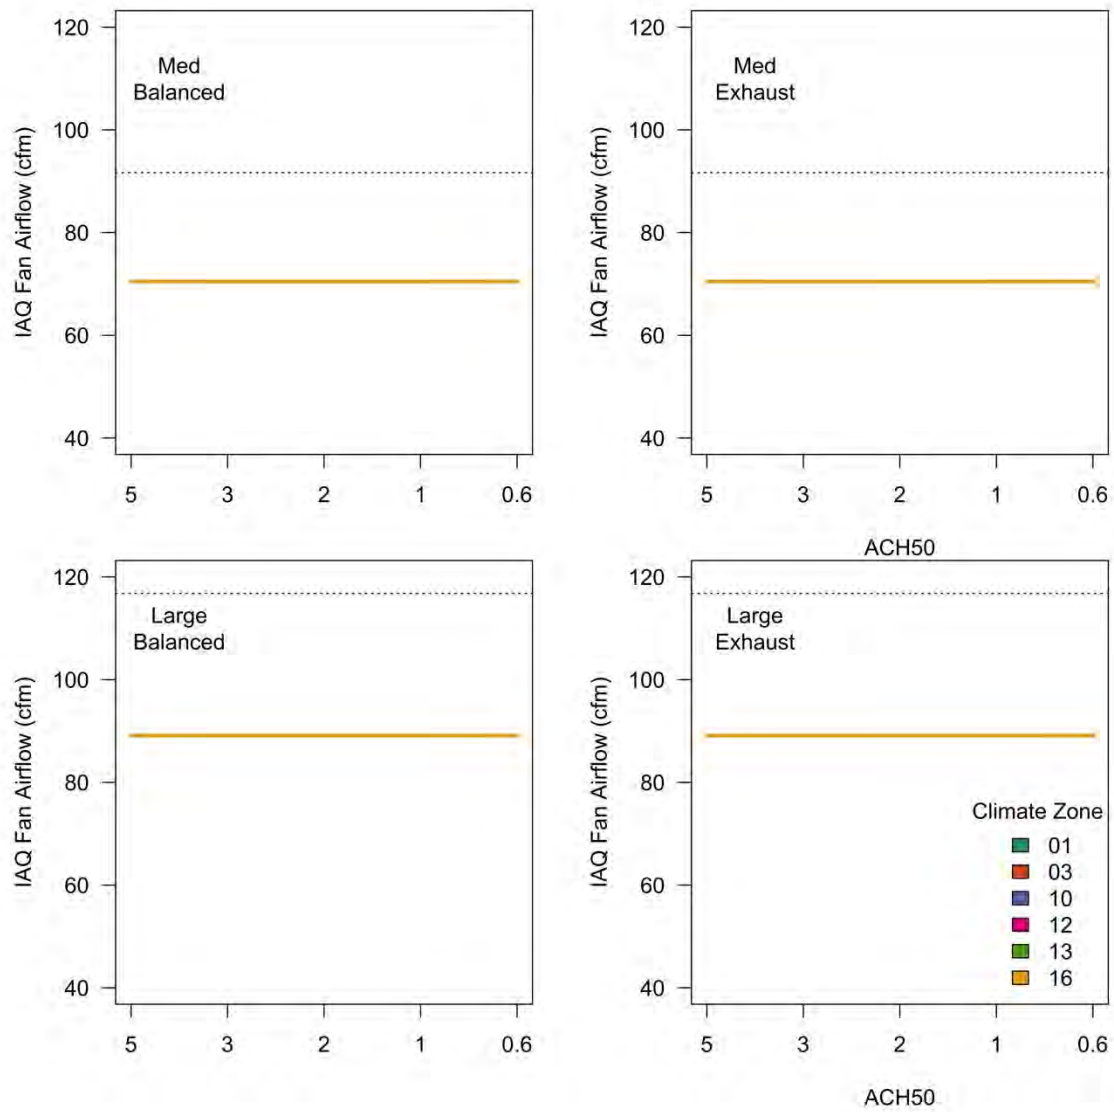 120
100
80
60
40
IAQ Fan Airflow (cfm)
Med
Balanced
5 3 2 1 0.6
120
100
80
60
40
IAQ Fan Airflow (cfm)
Med
Exhaust
5 3 2 1 0.6
ACH50
120
100
80
60
40
IAQ Fan Airflow (cfm)
Large
Balanced
5 3 2 1 0.6
120
100
80
60
40
IAQ Fan Airflow (cfm)
Large
Exhaust
Climate Zone
01
03
10
12
13
16
5 3 2 1 0.6
ACH50